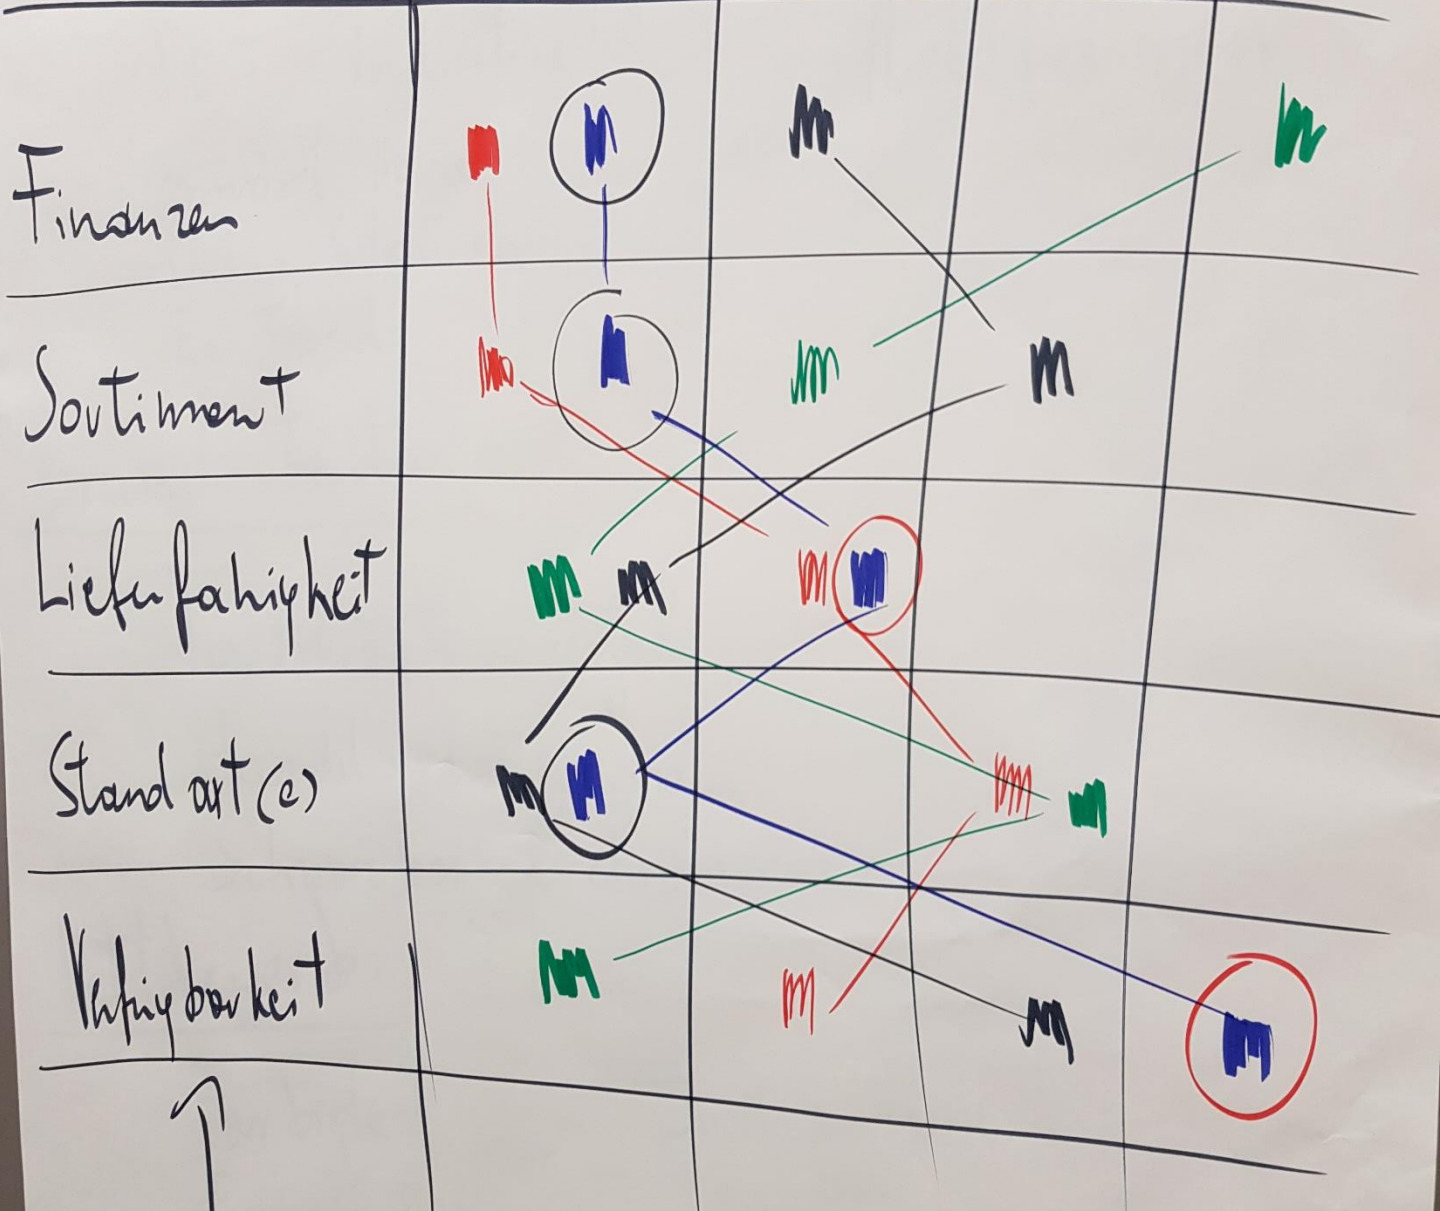 Finanzen
Sortiment
Lieferfähigkeit
Standort(e)
Verfügbarkeit